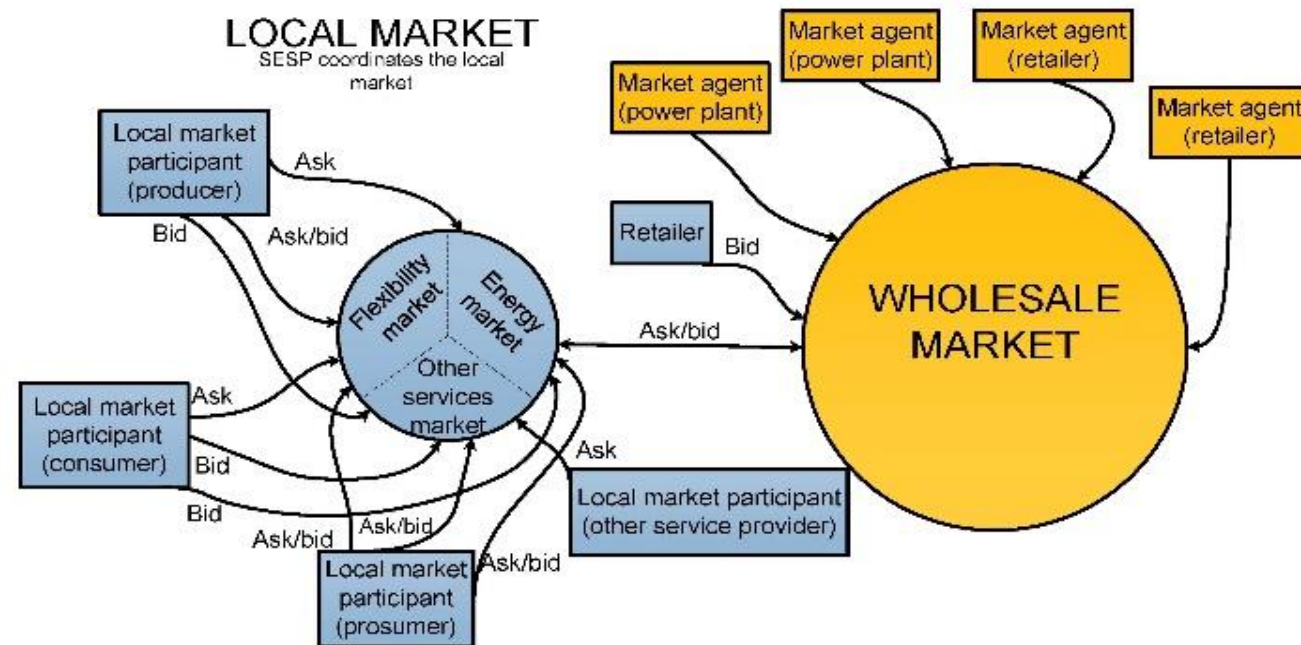 LOCAL MARKET
SESP coordinates the local
market
Market agent
(power plant)
Market agent
(power plant)
Market agent
(retailer)
Market agent
(retailer)
Local market
participant
(producer)
Ask
Bid
Ask/bid
Retailer
Bid
Flexibility
market
Energy
market
Other
services
market
Ask/bid
WHOLESALE
MARKET
Local market
participant
(consumer)
Ask
Bid
Bid
Ask
Local market participant
(other service provider)
Ask/bid
Ask/bid
Ask/bid
Local market
participant
(prosumer)